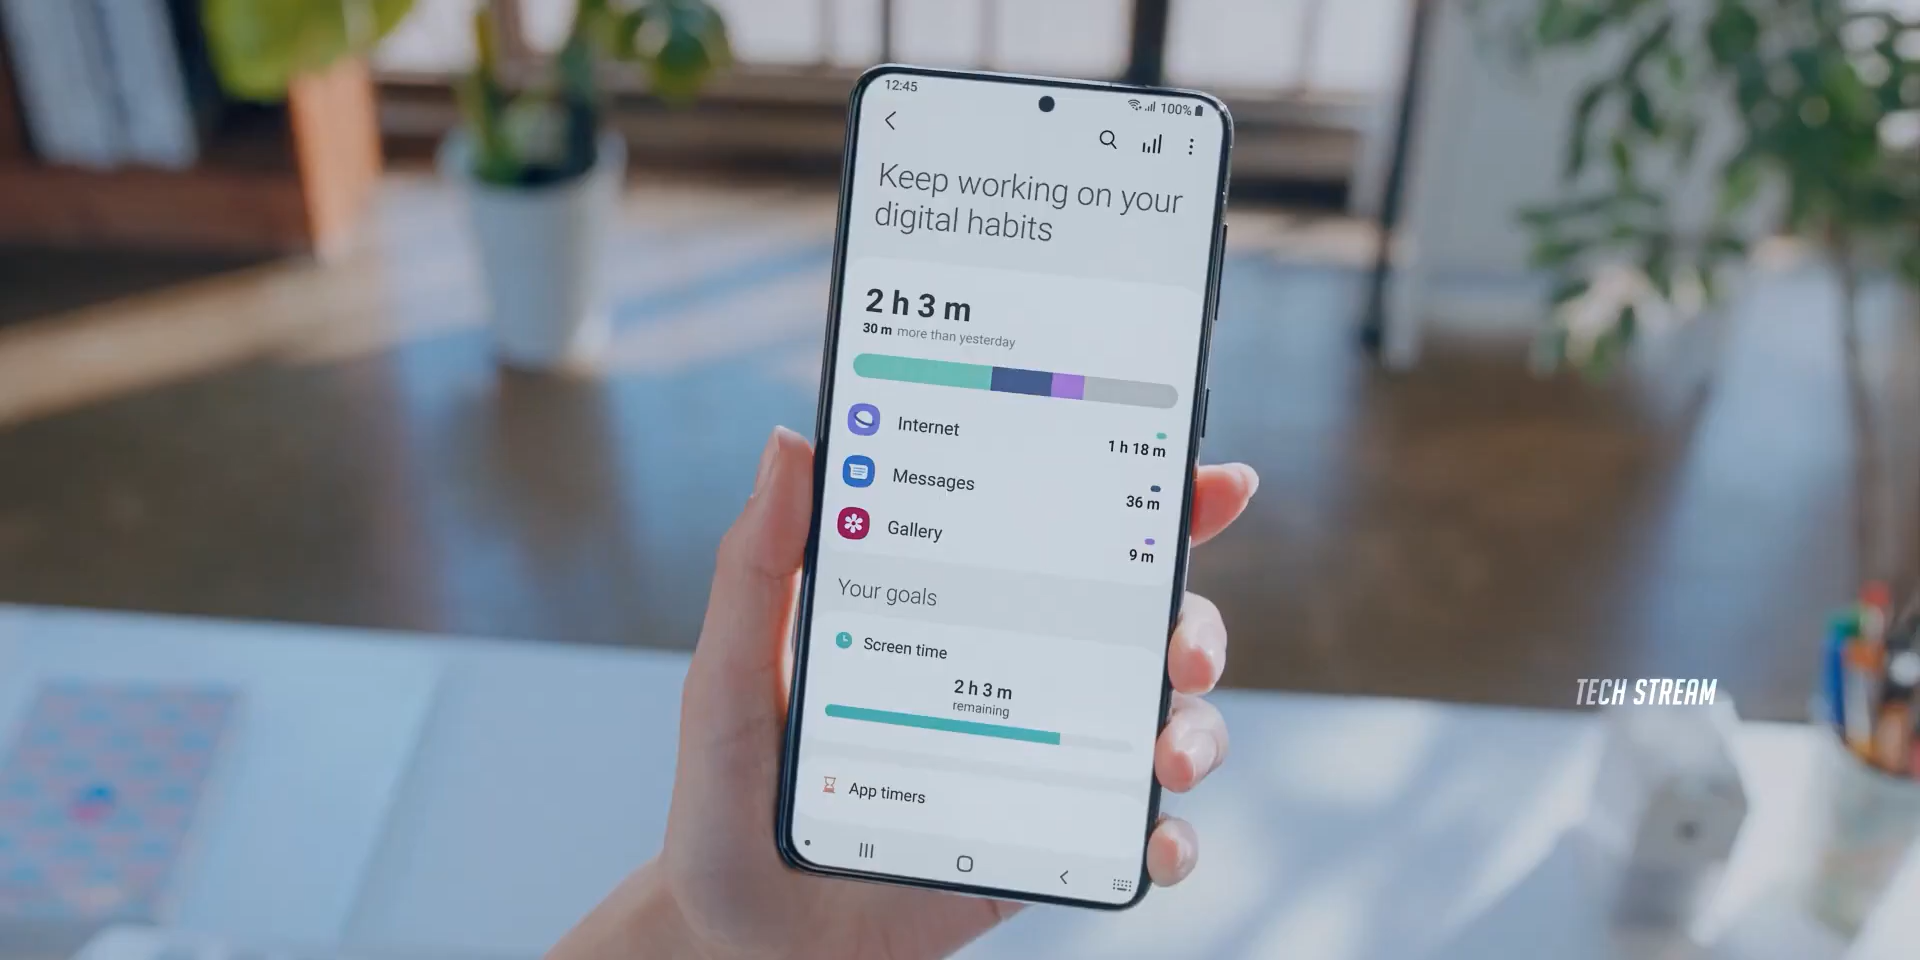 12:45
100%
Keep working on your
digital habits
2 h 3 m
30 m more than yesterday
Internet
1 h 18 m
Messages
36 m
Gallery
9 m
Your goals
Screen time
2 h 3 m
remaining
App timers
TECH STREAM